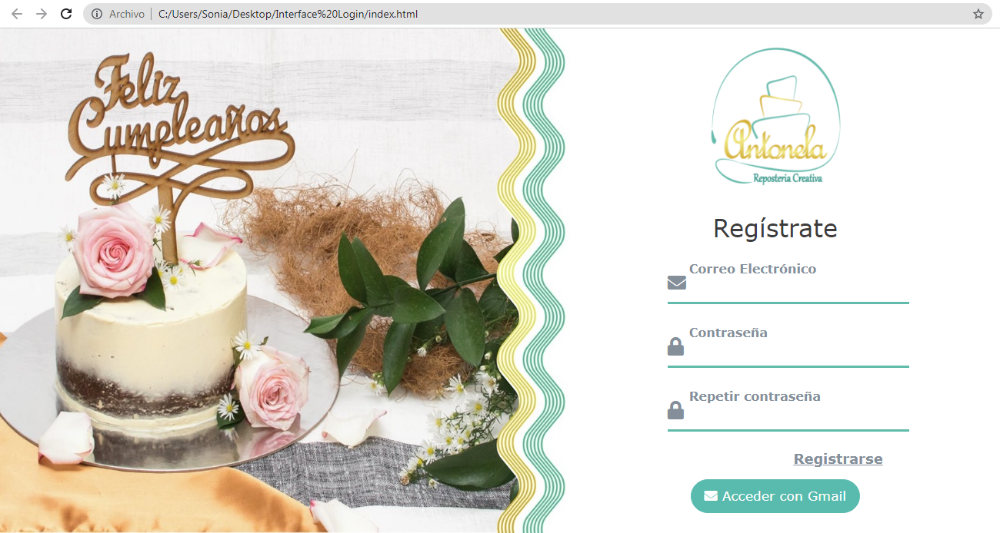 Archivo
C:/Users/Sonia/Desktop/Interface%20Login/index.html
Feliz
Cumpleaños
Antonela
Reposteria Creativa
Regístrate
Correo Electrónico
Contraseña
Repetir contraseña
Registrarse
Acceder con Gmail